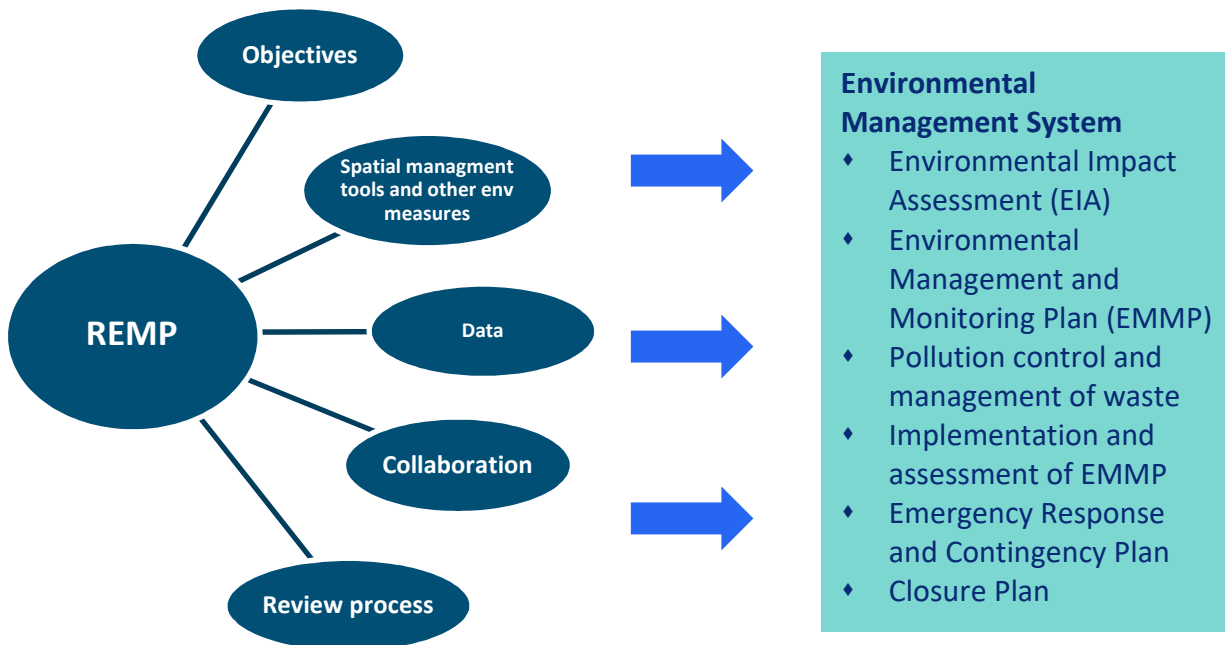 Objectives
Spatial managment
tools and other env
measures
REMP
Data
Collaboration
Review process
Environmental
Management System
♦ Environmental Impact
Assessment (EIA)
♦ Environmental
Management and
Monitoring Plan (EMMP)
♦ Pollution control and
management of waste
♦ Implementation and
assessment of EMMP
♦ Emergency Response
and Contingency Plan
♦ Closure Plan